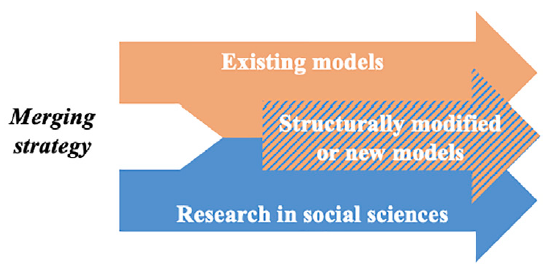 Existing models
Merging
strategy
Structurally modified
or new models
Research in social sciences